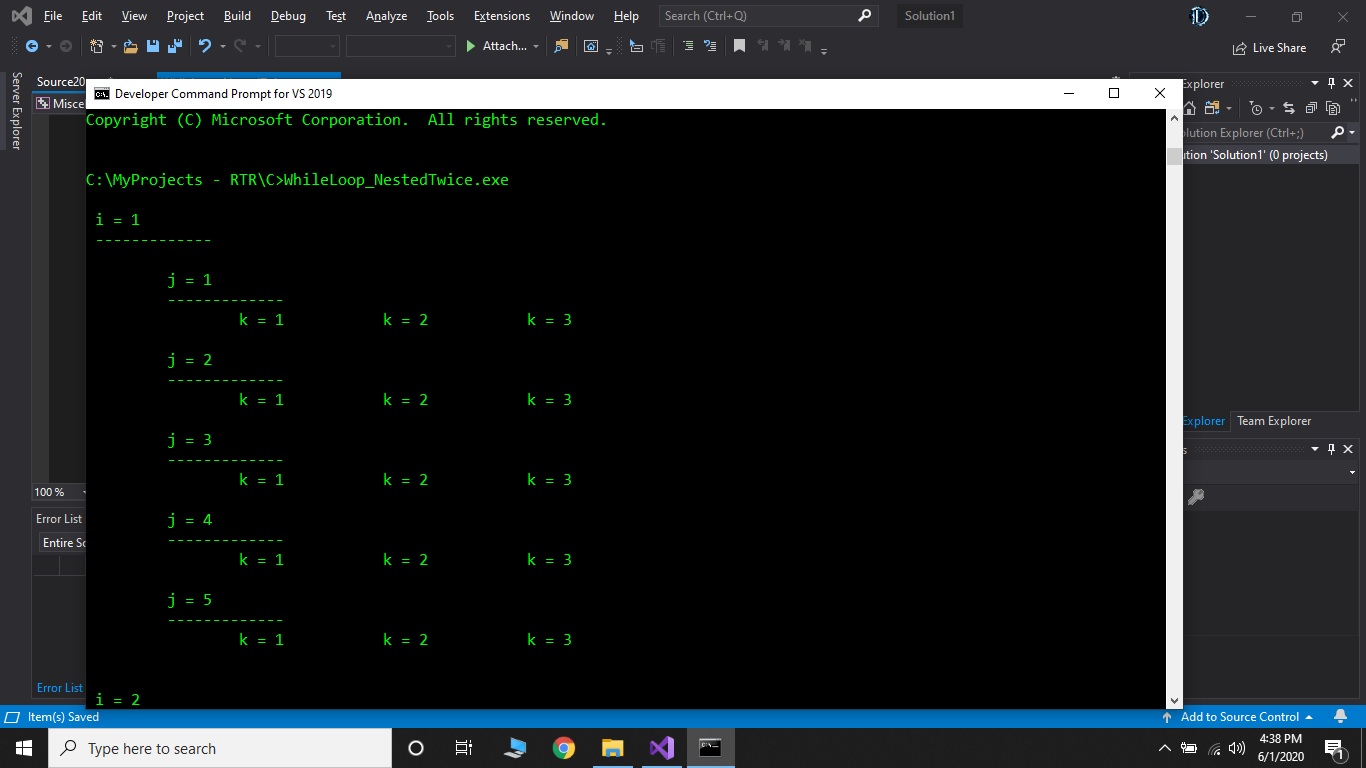 File Edit View Project Build Debug Test Analyze Tools Extensions Window Help Search (Ctrl+Q) Solution1
Attach... Live Share
Server Explorer
Source20
Developer Command Prompt for VS 2019
Explorer
Misce
Copyright (C) Microsoft Corporation.  All rights reserved.
olution Explorer (Ctrl+;)
ution 'Solution1' (0 projects)
C:\MyProjects - RTR\C>WhileLoop_NestedTwice.exe
i = 1
-------------
j = 1
-------------
k = 1 k = 2 k = 3
j = 2
-------------
k = 1 k = 2 k = 3
j = 3
-------------
k = 1 k = 2 k = 3
j = 4
-------------
k = 1 k = 2 k = 3
j = 5
-------------
k = 1 k = 2 k = 3
i = 2
Explorer Team Explorer
s
100 %
Error List
Entire So
Error List
Item(s) Saved Add to Source Control
Type here to search
4:38 PM
6/1/2020
1